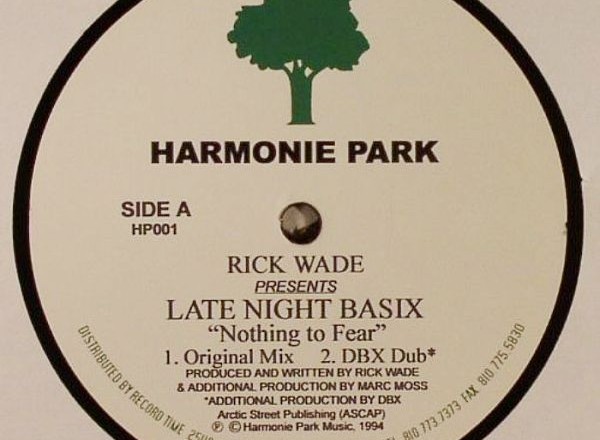 HARMONIE PARK
SIDE A
HP001
RICK WADE
PRESENTS
LATE NIGHT BASIX
“Nothing to Fear”
1. Original Mix 2. DBX Dub*
PRODUCED AND WRITTEN BY RICK WADE
& ADDITIONAL PRODUCTION BY MARC MOSS
*ADDITIONAL PRODUCTION BY DBX
Arctic Street Publishing (ASCAP)
℗ ©Harmonie Park Music, 1994
DISTRIBUTED BY RECORD TIME
810 773.7373 FAX 810 775.5830